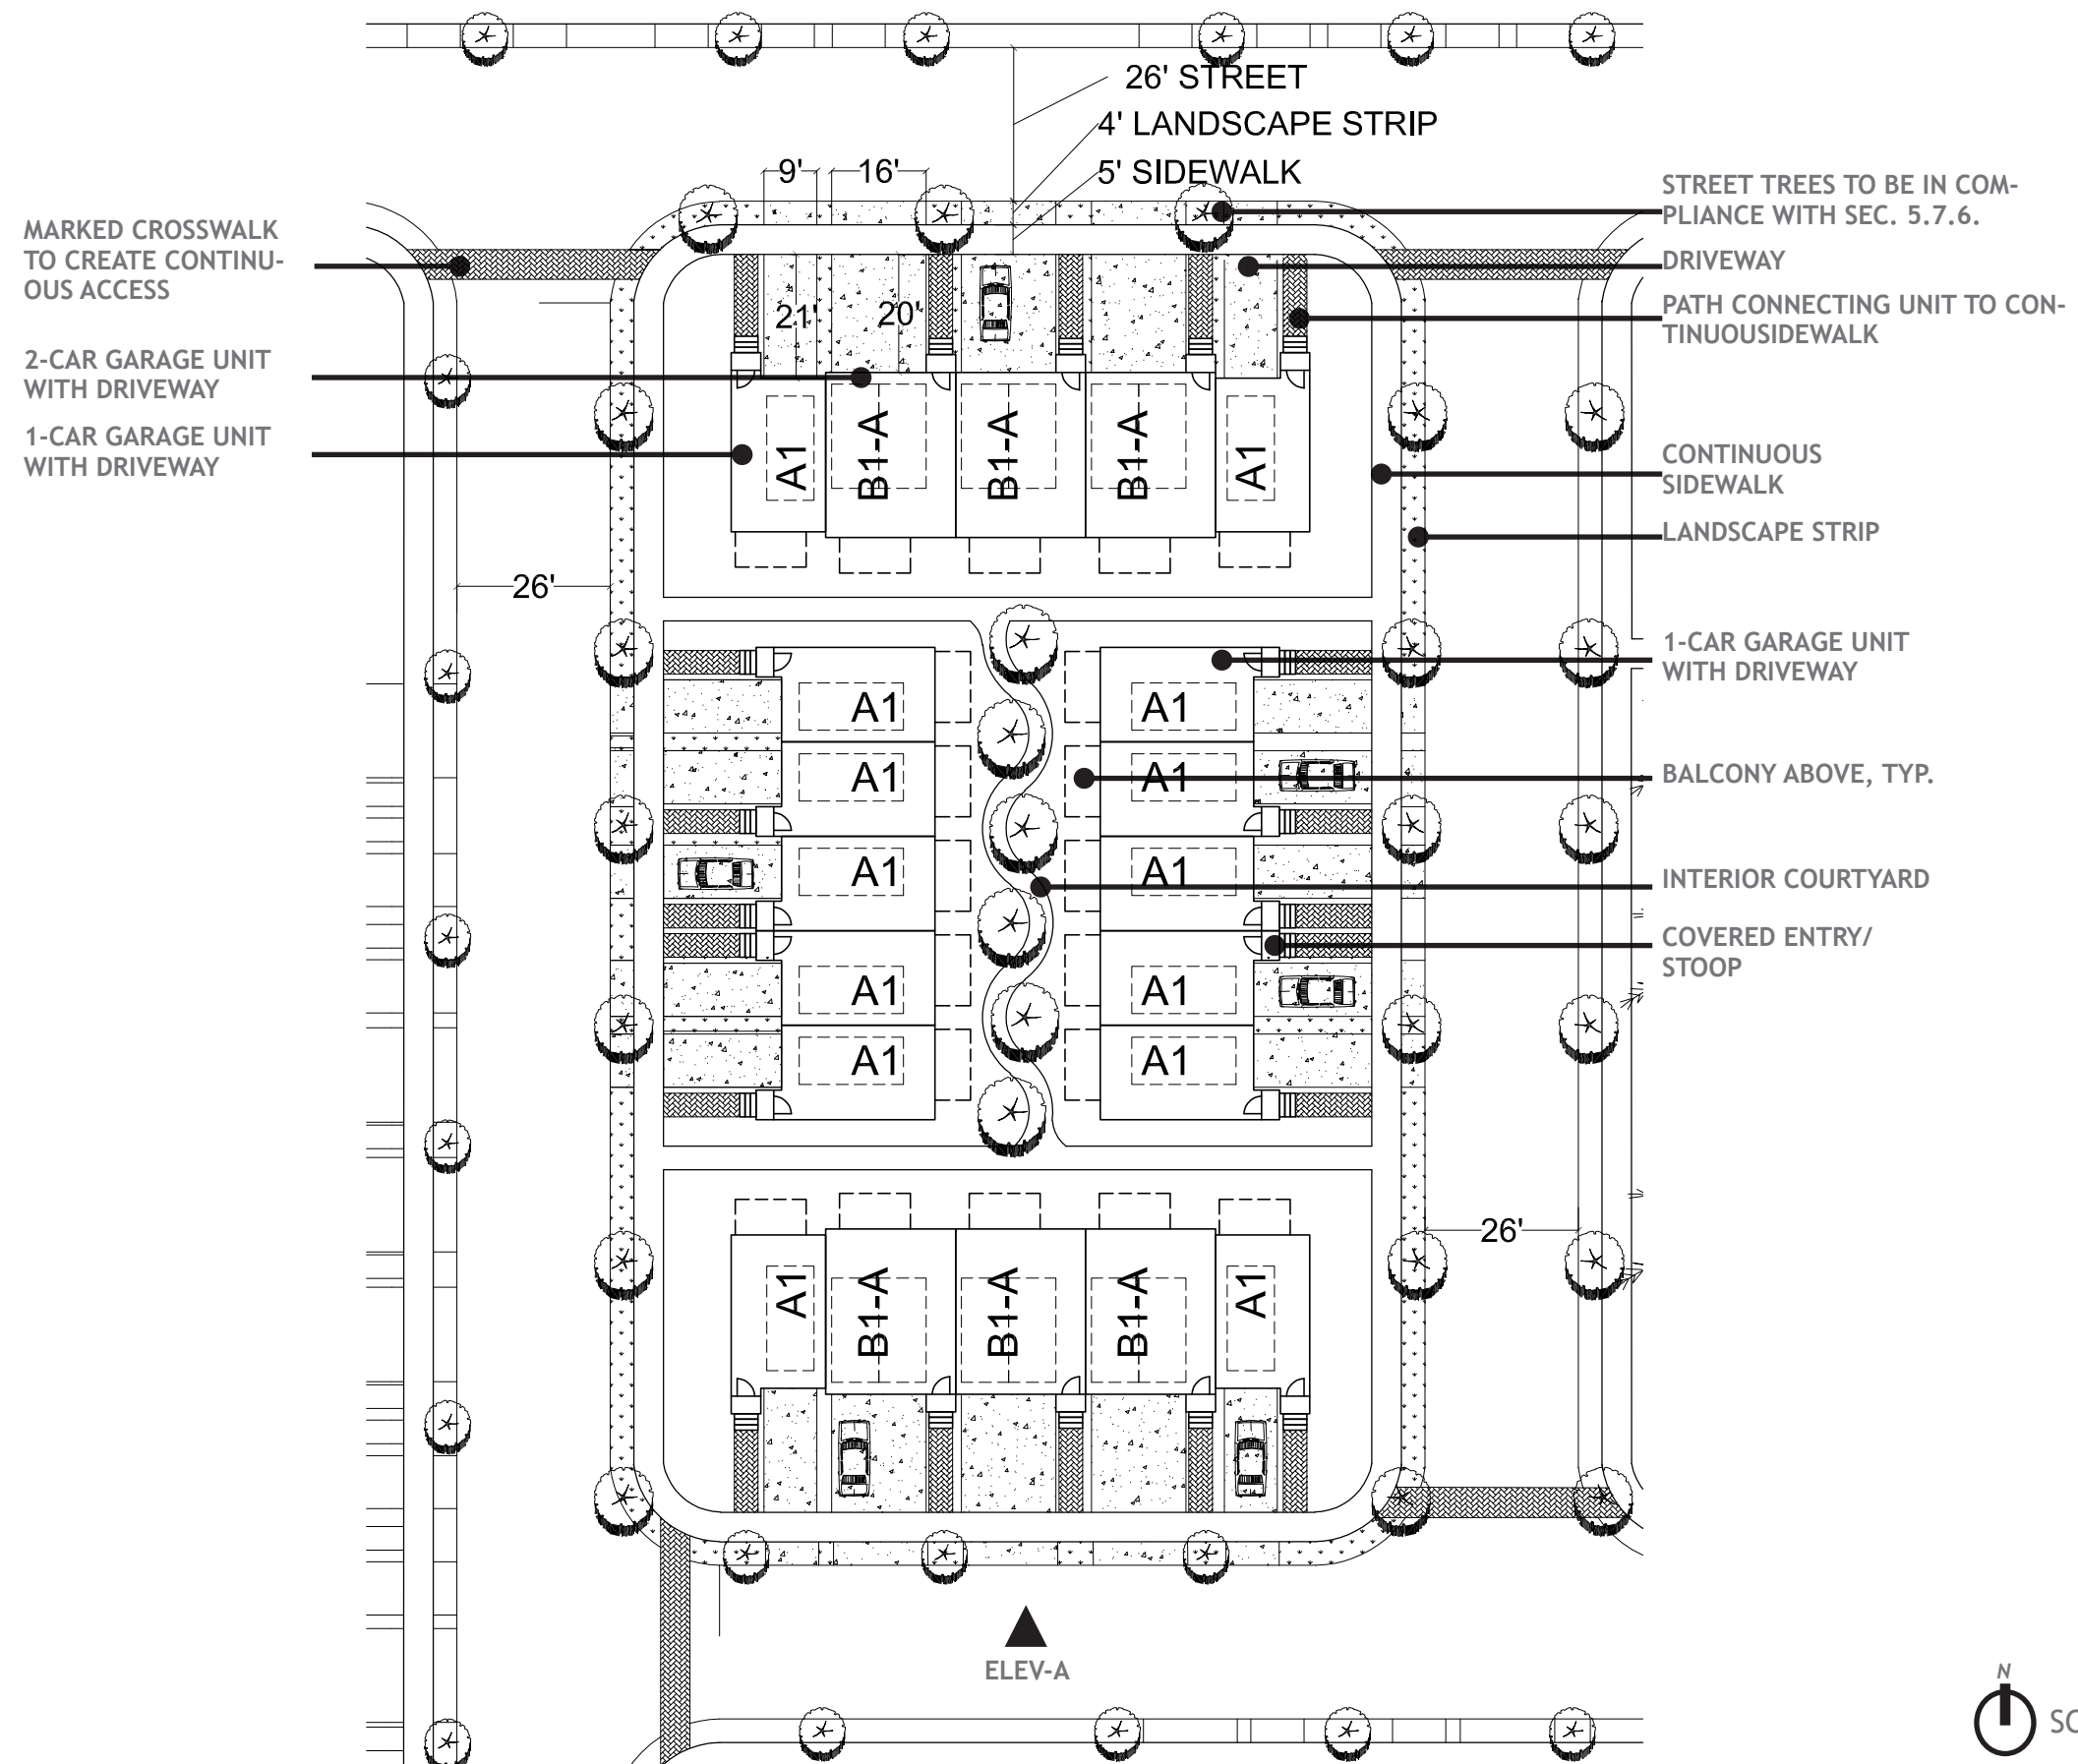 26' STREET
4' LANDSCAPE STRIP
5' SIDEWALK
9'
16'
21'
20'
MARKED CROSSWALK
TO CREATE CONTINU-
OUS ACCESS
2-CAR GARAGE UNIT
WITH DRIVEWAY
1-CAR GARAGE UNIT
WITH DRIVEWAY
STREET TREES TO BE IN COM-
PLIANCE WITH SEC. 5.7.6.
DRIVEWAY
PATH CONNECTING UNIT TO CON-
TINUOUSIDEWALK
CONTINUOUS
SIDEWALK
LANDSCAPE STRIP
A1
B1-A
B1-A
B1-A
A1
26'
1-CAR GARAGE UNIT
WITH DRIVEWAY
BALCONY ABOVE, TYP.
INTERIOR COURTYARD
COVERED ENTRY/
STOOP
A1
A1
A1
A1
A1
A1
A1
A1
A1
A1
26'
A1
B1-A
B1-A
B1-A
A1
ELEV-A
N
SC